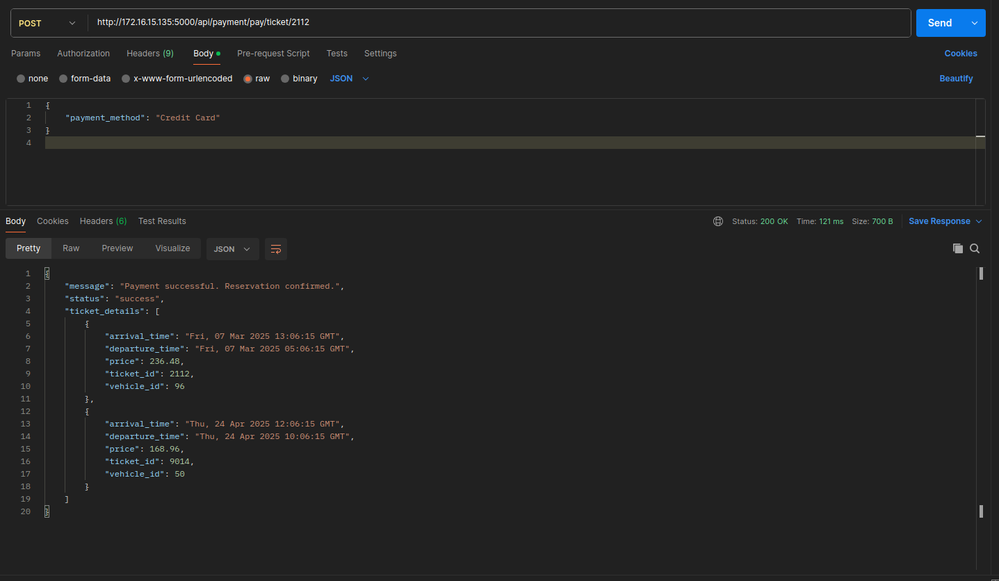 POST http://172.16.15.135:5000/api/payment/pay/ticket/2112 Send
Params Authorization Headers (9) Body Pre-request Script Tests Settings Cookies
none form-data x-www-form-urlencoded raw binary JSON Beautify
1 {
2 "payment_method": "Credit Card"
3 }
4
Body Cookies Headers (6) Test Results Status: 200 OK Time: 121 ms Size: 700 B Save Response
Pretty Raw Preview Visualize JSON
1 {
2 "message": "Payment successful. Reservation confirmed.",
3 "status": "success",
4 "ticket_details": [
5 {
6 "arrival_time": "Fri, 07 Mar 2025 13:06:15 GMT",
7 "departure_time": "Fri, 07 Mar 2025 05:06:15 GMT",
8 "price": 236.48,
9 "ticket_id": 2112,
10 "vehicle_id": 96
11 },
12 {
13 "arrival_time": "Thu, 24 Apr 2025 12:06:15 GMT",
14 "departure_time": "Thu, 24 Apr 2025 10:06:15 GMT",
15 "price": 168.96,
16 "ticket_id": 9014,
17 "vehicle_id": 50
18 }
19 ]
20 }